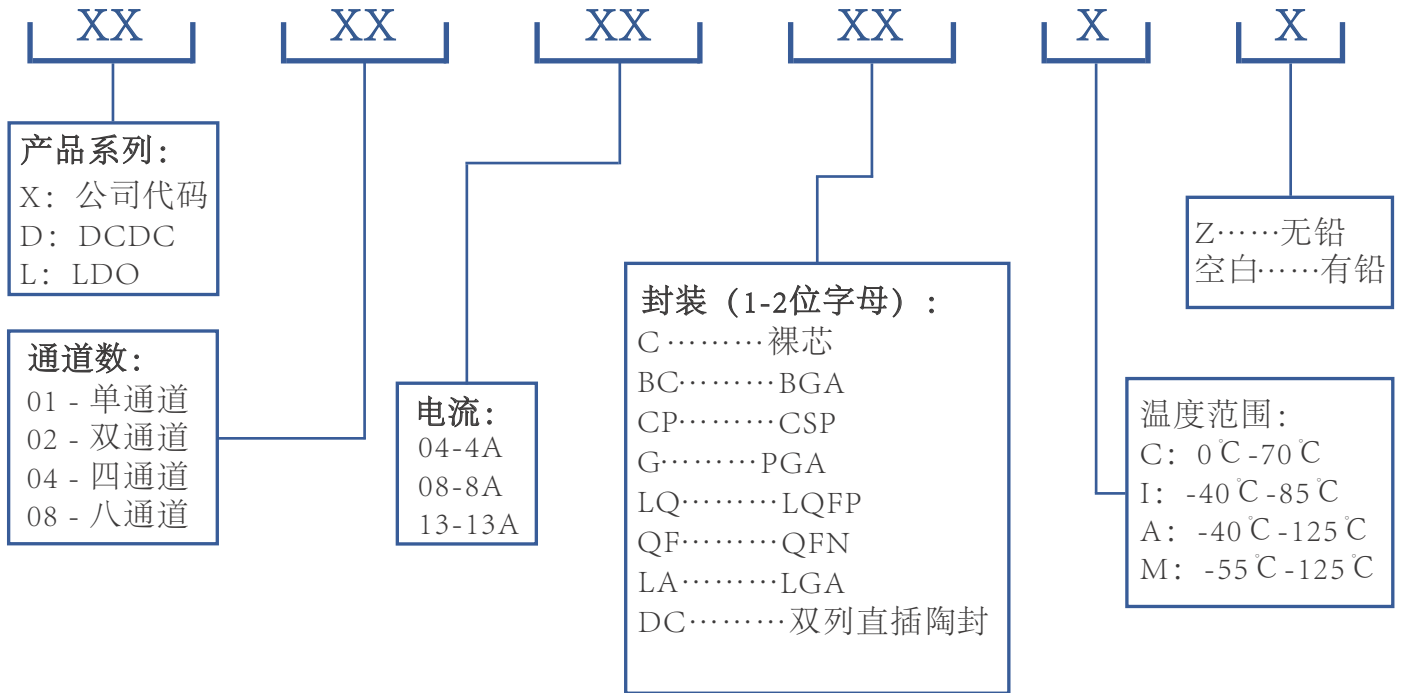 XX XX XX XX X X
产品系列：
X：公司代码
D：DCDC
L：LDO
通道数：
01 - 单通道
02 - 双通道
04 - 四通道
08 - 八通道
电流：
04-4A
08-8A
13-13A
封装（1-2位字母）：
C………裸芯
BC………BGA
CP………CSP
G………PGA
LQ………LQFP
QF………QFN
LA………LGA
DC………双列直插陶封
Z……无铅
空白……有铅
温度范围：
C：0℃-70℃
I：-40℃-85℃
A：-40℃-125℃
M：-55℃-125℃